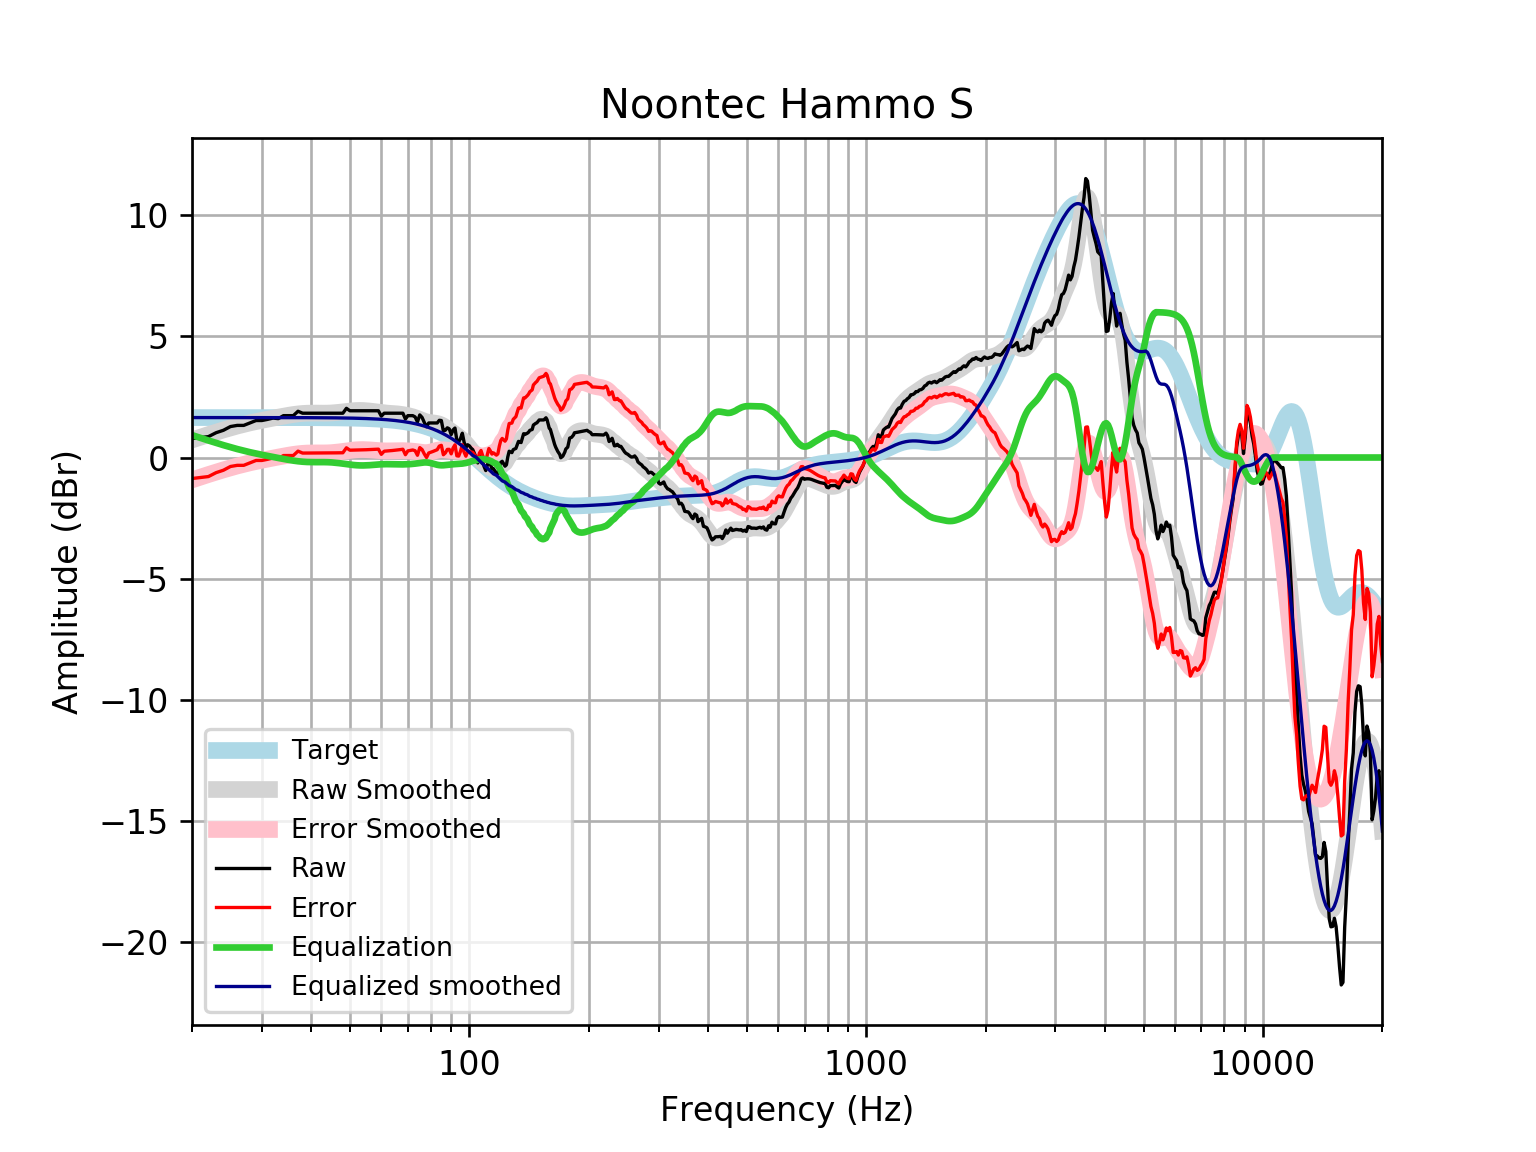 Noontec Hammo S
Amplitude (dBr)
10
5
0
−5
−10
−15
−20
Target
Raw Smoothed
Error Smoothed
Raw
Error
Equalization
Equalized smoothed
100
1000
10000
Frequency (Hz)